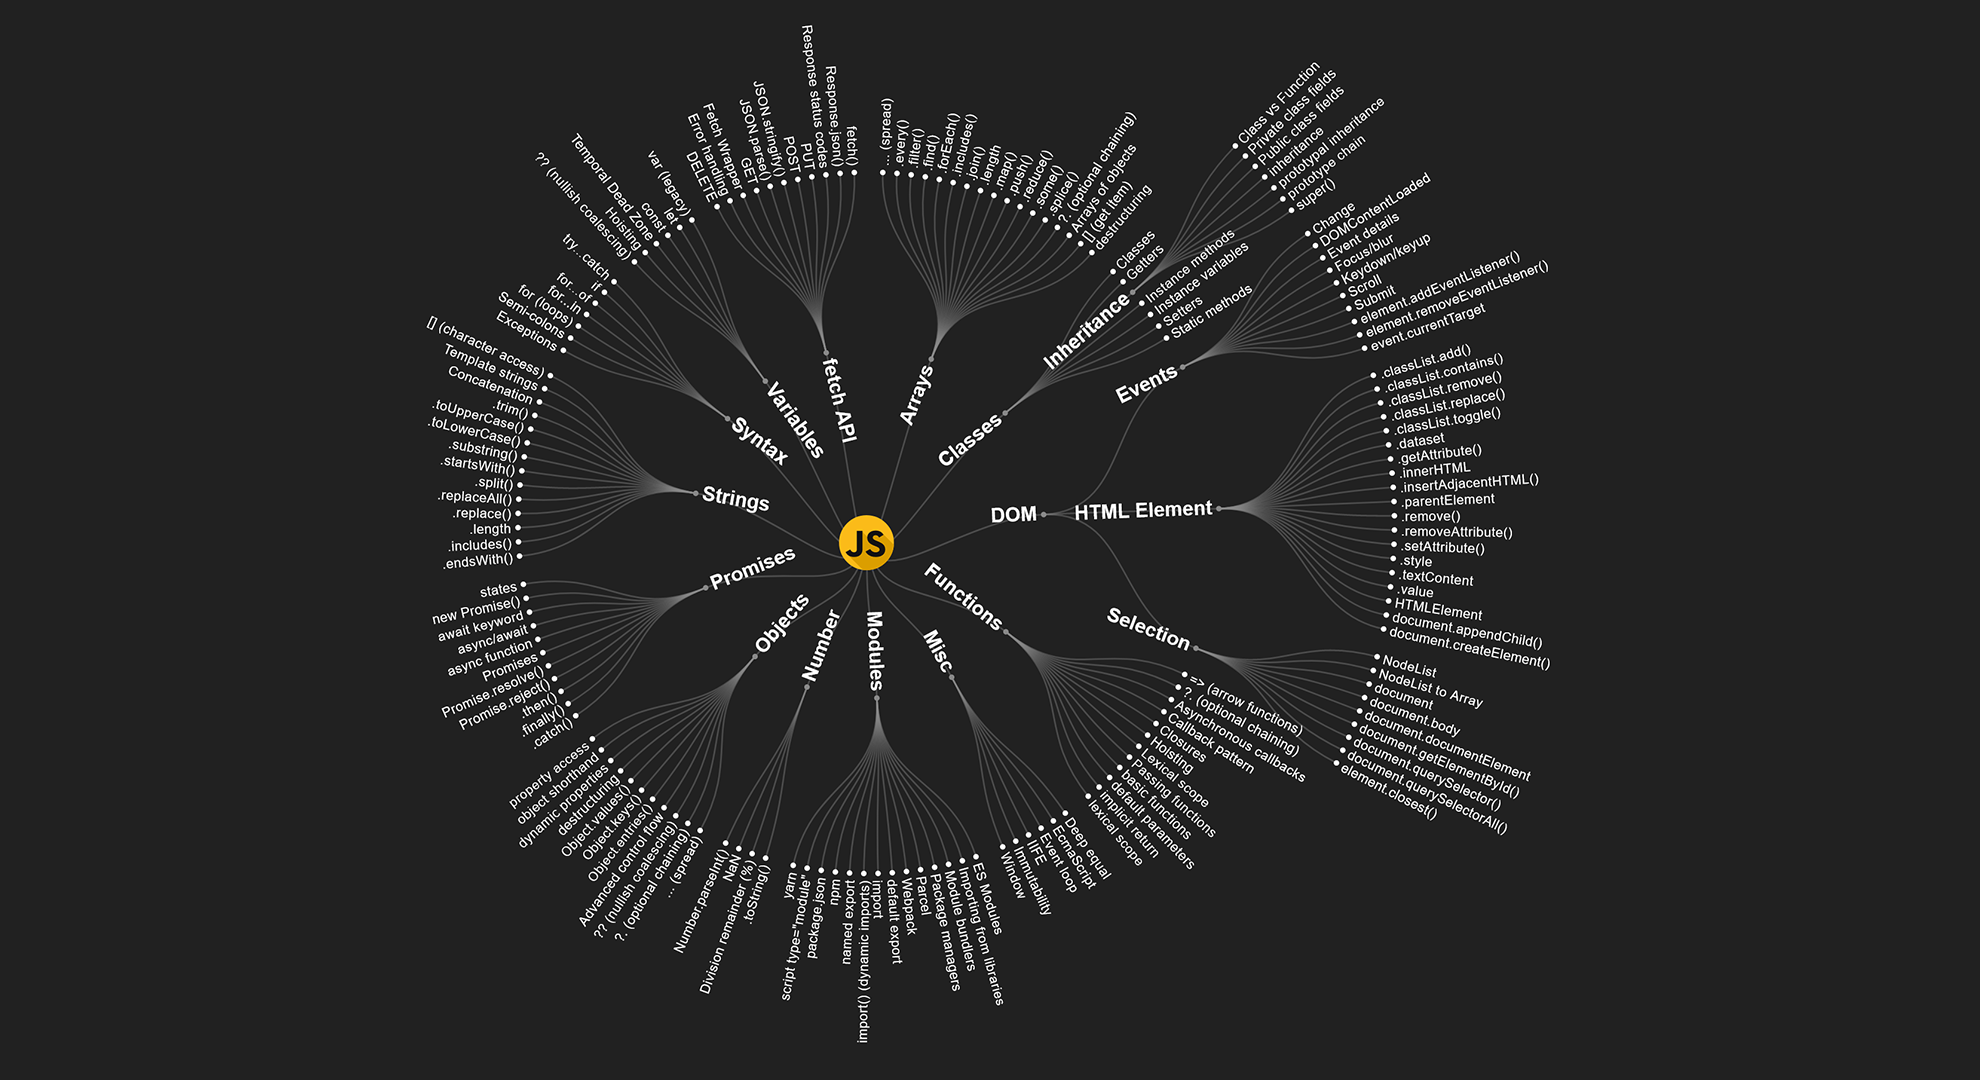 JS
fetch API
DELETE
Error handling
Fetch Wrapper
GET
JSON.parse()
JSON.stringify()
POST
PUT
Response status codes
Response.json()
fetch()
Arrays
... (spread)
.every()
.filter()
.find()
.forEach()
.includes()
.join()
.length
.map()
.push()
.reduce()
.some()
.splice()
?. (optional chaining)
Arrays of objects
[] (get item)
destructuring
Classes
Classes
Getters
Inheritance
Class vs Function
Private class fields
Public class fields
Inheritance
protoypal inheritance
prototype chain
super()
Instance methods
Instance variables
Setters
Static methods
DOM
Events
Change
DOMContentLoaded
Event details
Focus/blur
Keydown/keyup
Scroll
Submit
element.addEventListener()
element.removeEventListener()
event.currentTarget
HTML Element
.classList.add()
.classList.contains()
.classList.remove()
.classList.replace()
.classList.toggle()
.dataset
.getAttribute()
.innerHTML
.insertAdjacentHTML()
.parentElement
.remove()
.removeAttribute()
.setAttribute()
.style
.textContent
.value
HTMLElement
document.appendChild()
document.createElement()
Selection
NodeList
NodeList to Array
document
document.body
document.documentElement
document.getElementById()
document.querySelector()
document.querySelectorAll()
element.closest()
Functions
=> (arrow functions)
?. (optional chaining)
Asynchronous callbacks
Callback pattern
Closures
Hoisting
Lexical scope
Passing functions
basic functions
default parameters
implicit return
lexical scope
Misc
Deep equal
EcmaScript
Event loop
IIFE
Immutability
Window
Modules
ES Modules
Importing from libraries
Module bundlers
Package managers
Parcel
Webpack
default export
import
import() (dynamic imports)
named export
npm
package.json
script type="module"
yarn
Number
.toString()
Division remainder (%)
NaN
Number.parseInt()
Objects
... (spread)
?. (optional chaining)
?? (nullish coalescing)
Advanced control flow
Object.entries()
Object.keys()
Object.values()
destructuring
dynamic properties
object shorthand
property access
Promises
.catch()
.finally()
.then()
Promise.reject()
Promise.resolve()
Promises
async function
async/await
await keyword
new Promise()
states
Strings
.endsWith()
.includes()
.length
.replace()
.replaceAll()
.split()
.startsWith()
.substring()
.toLowerCase()
.toUpperCase()
.trim()
Concatenation
Template strings
[] (character access)
Syntax
Exceptions
Semi-colons
for (loops)
for...in
for...of
if
try...catch
Variables
?? (nullish coalescing)
Hoisting
Temporal Dead Zone
const
let
var (legacy)